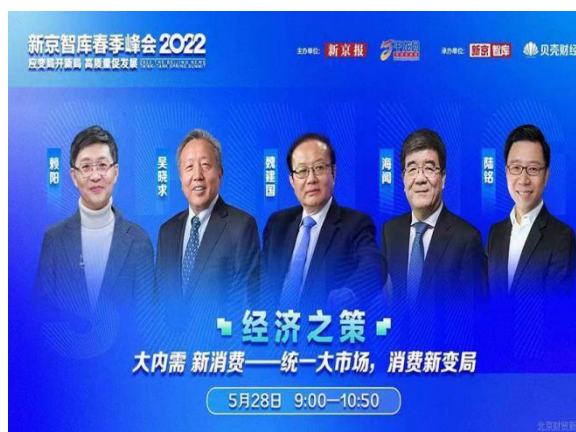 新京智库春季峰会2022
应变局开新局 高质量促发展
主办单位: 新京报
承办单位: 新京智库 贝壳财经
赖阳
吴晓求
魏建国
海闻
陆铭
经济之策
大内需 新消费——统一大市场，消费新变局
5月28日 9:00—10:50